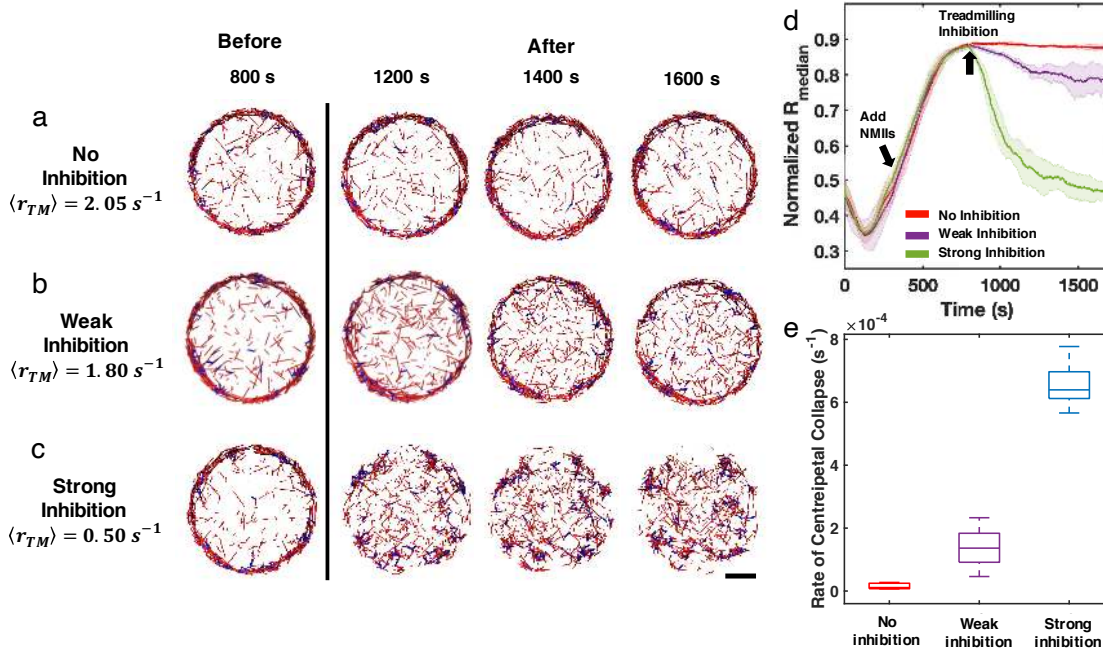 Before
After
800 s
1200 s
1400 s
1600 s
a
No
Inhibition
⟨r_TM⟩ = 2.05 s⁻¹
b
Weak
Inhibition
⟨r_TM⟩ = 1.80 s⁻¹
c
Strong
Inhibition
⟨r_TM⟩ = 0.50 s⁻¹
d
Treadmilling
Inhibition
Add
NMIIs
No Inhibition
Weak Inhibition
Strong Inhibition
Normalized R_median
0.9
0.8
0.7
0.6
0.5
0.4
0.3
0
500
1000
1500
Time (s)
e
×10⁻⁴
Rate of Centreipetal Collapse (s⁻¹)
8
6
4
2
0
No
inhibition
Weak
inhibition
Strong
inhibition